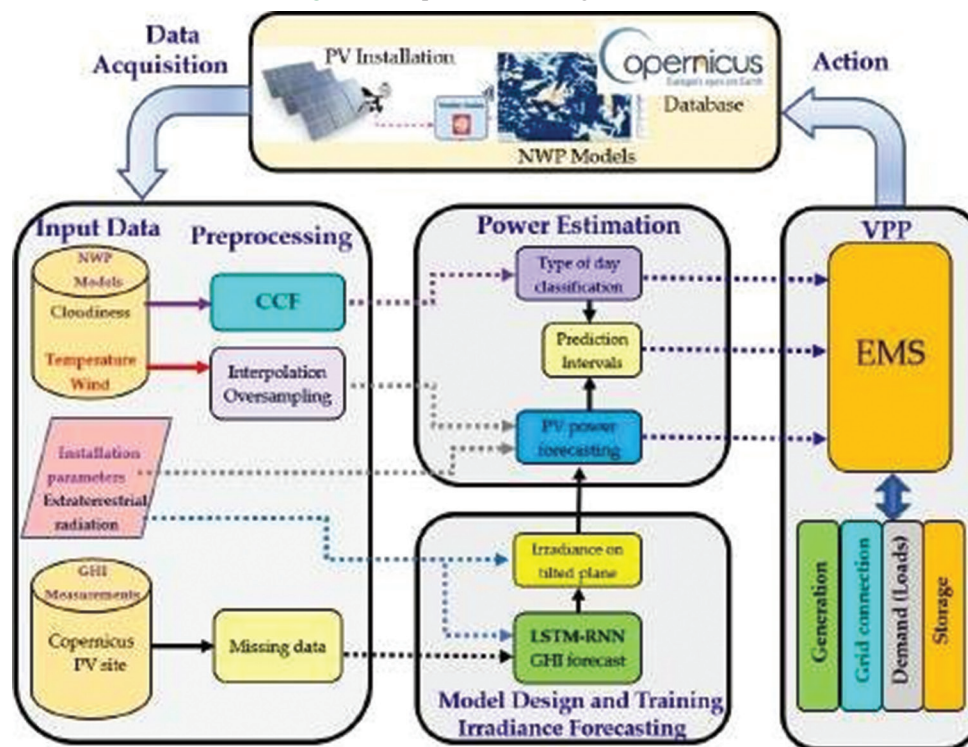 Data
Acquisition
PV Installation
opernicus
Europe's eyes on Earth
Database
NWP Models
Action
Input Data
Preprocessing
NWP
Models
Cloudiness
Temperature
Wind
CCF
Interpolation
Oversampling
Installation
parameters
Extraterrestrial
radiation
GHI
Measurements
Copernicus
PV site
Missing data
Power Estimation
Type of day
classification
Prediction
Intervals
PV power
forecasting
Irradiance on
tilted plane
LSTM-RNN
GHI forecast
Model Design and Training
Irradiance Forecasting
VPP
EMS
Generation
Grid connection
Demand (Loads)
Storage